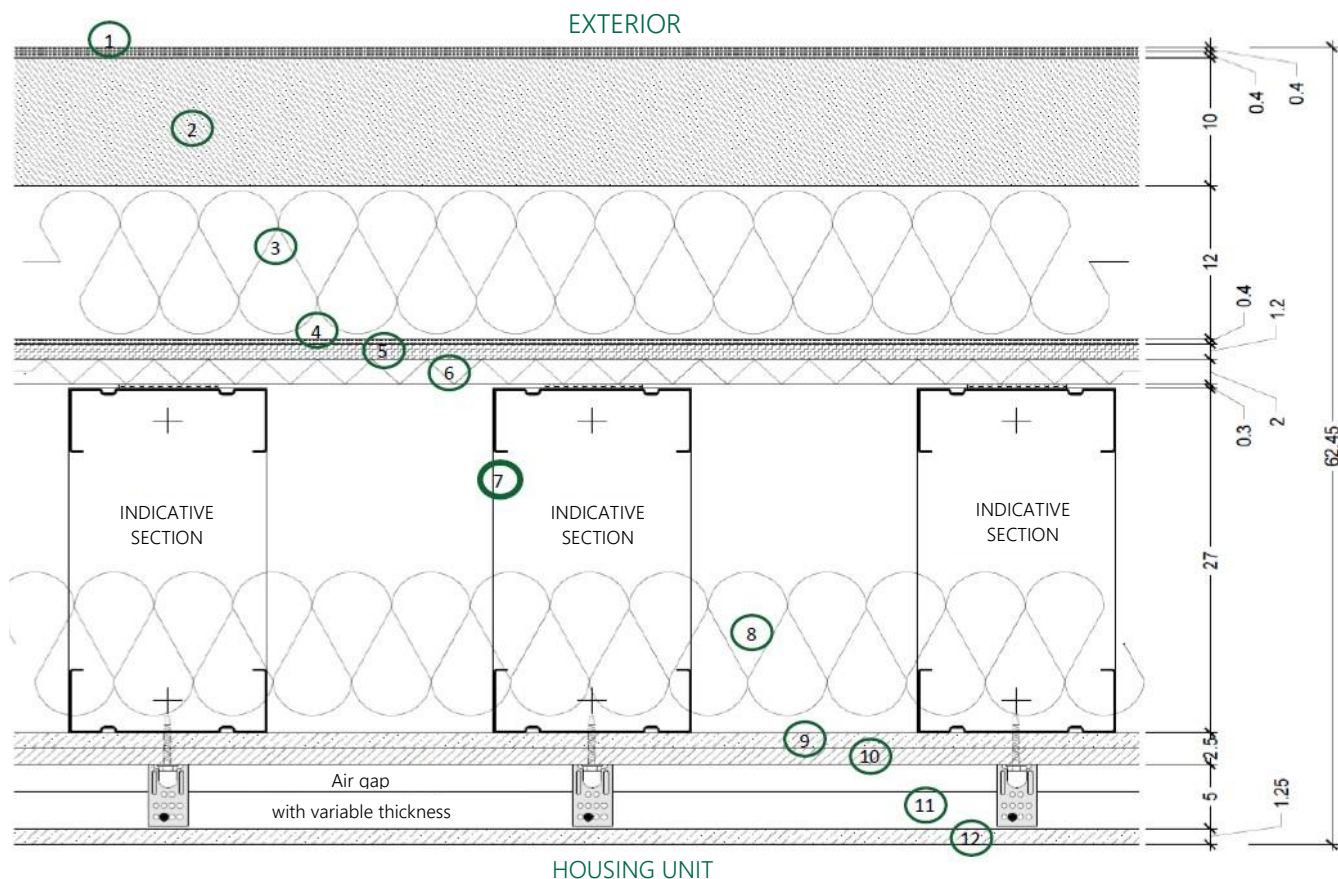 EXTERIOR
1
2
3
4
5
6
7
8
9
10
11
12
INDICATIVE
SECTION
INDICATIVE
SECTION
INDICATIVE
SECTION
Air gap
with variable thickness
HOUSING UNIT
0.4
0.4
10
12
0.4
1.2
2
0.3
27
2.5
5
1.25
62.45